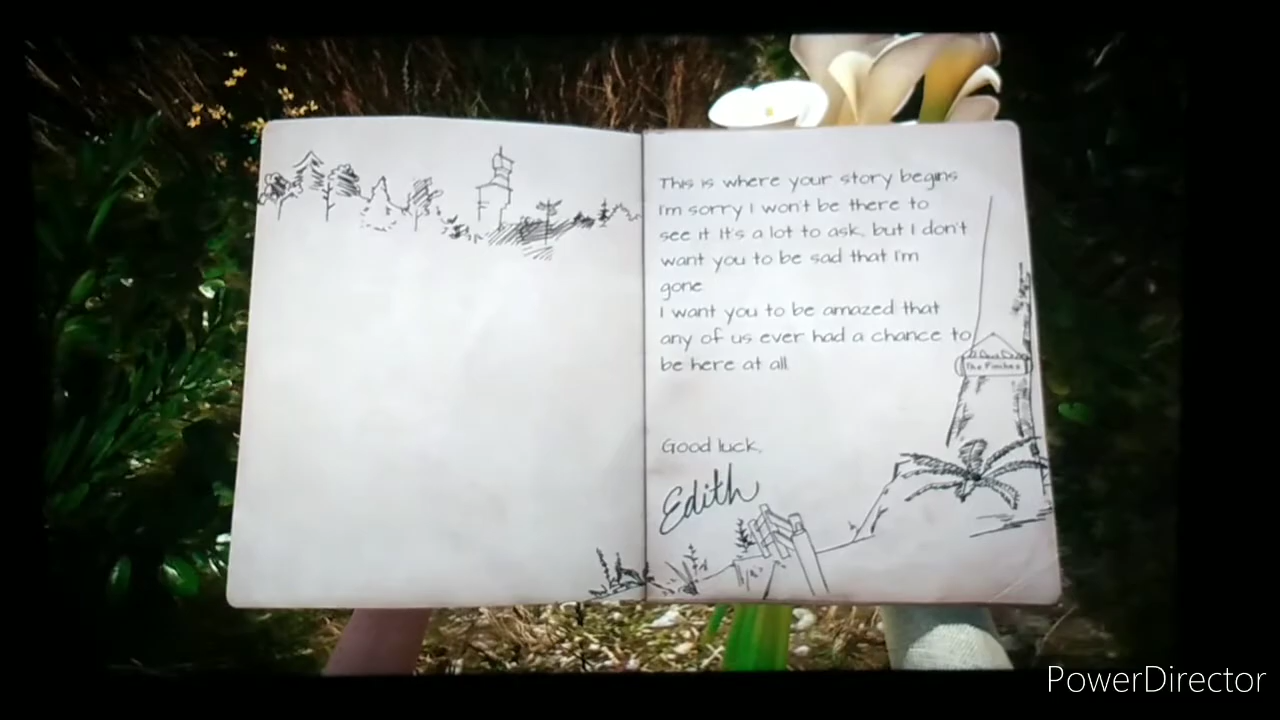 This is where your story begins
I'm sorry I won't be there to
see it It's a lot to ask, but I don't
want you to be sad that I'm
gone
I want you to be amazed that
any of us ever had a chance to
be here at all
The Finches
Good luck,
Edith
PowerDirector